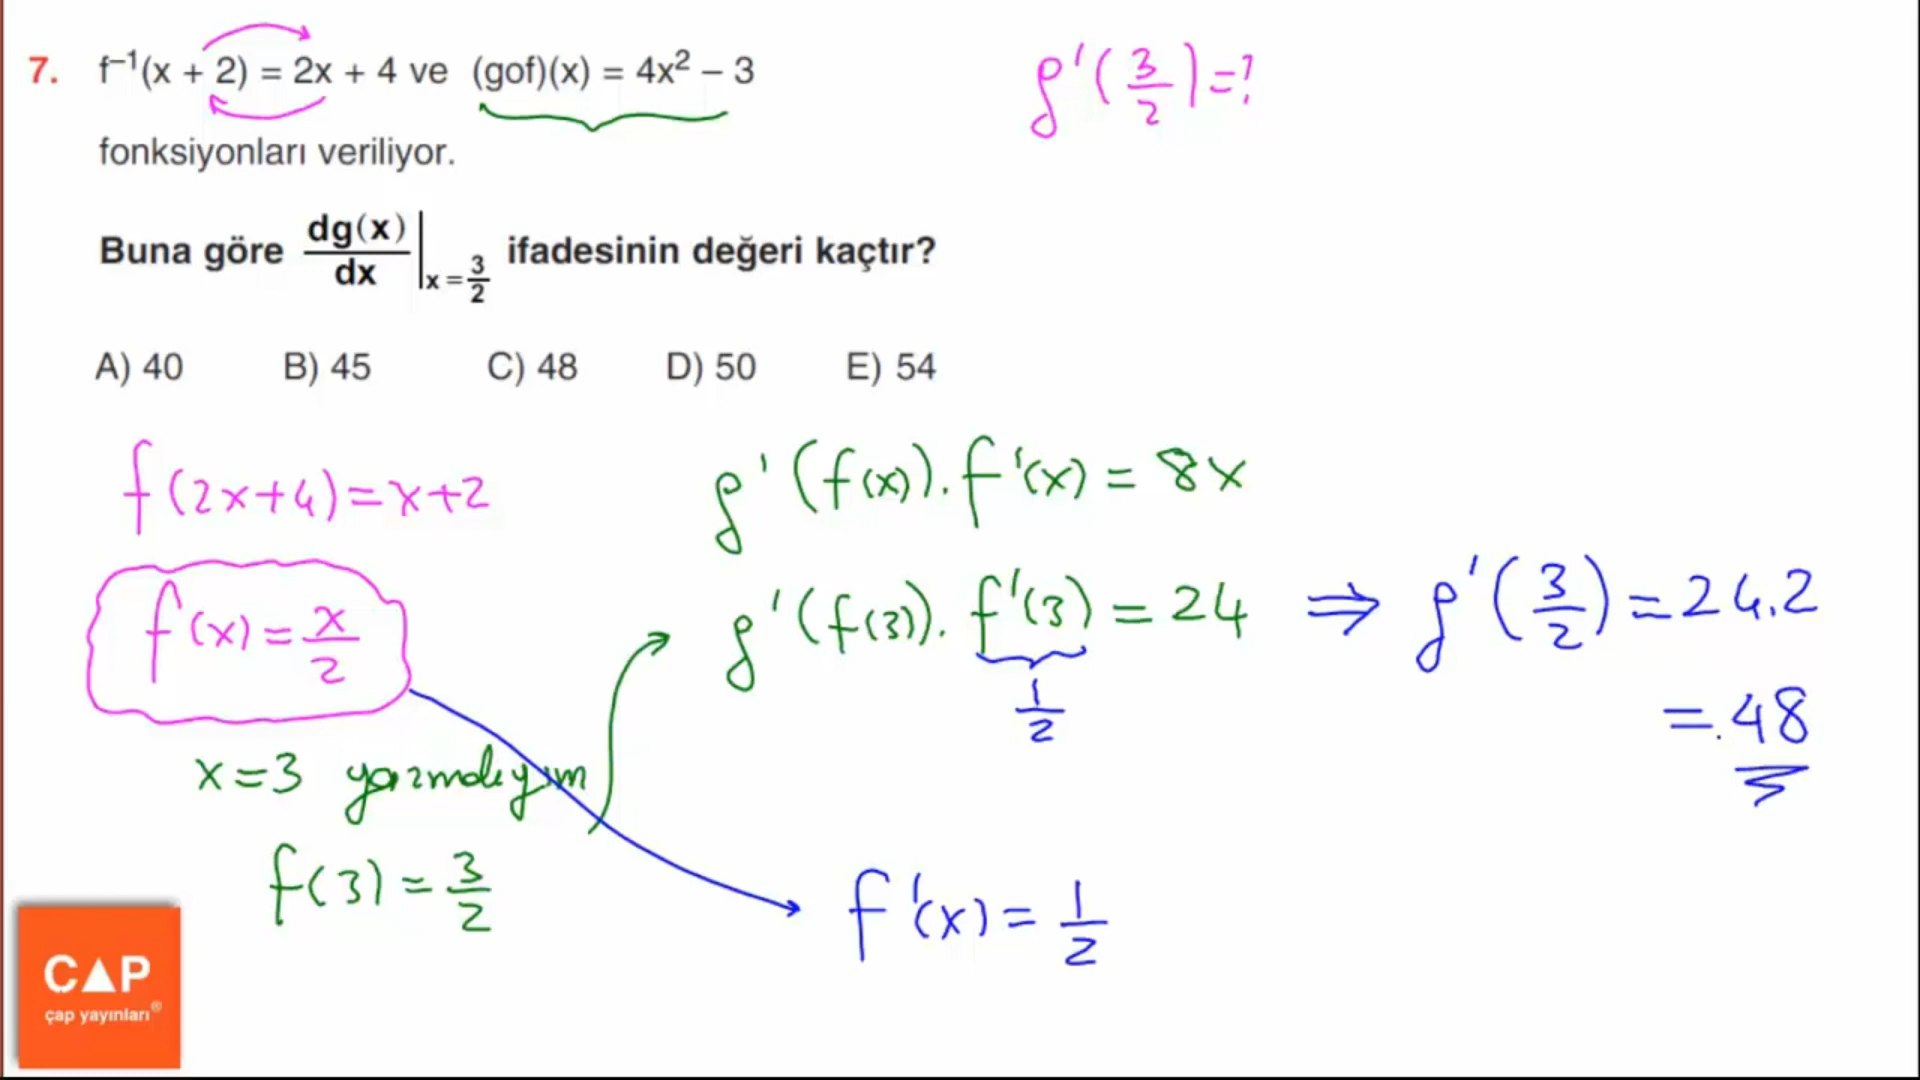 7. f⁻¹(x + 2) = 2x + 4 ve (gof)(x) = 4x² – 3
g'(3/2) = ?
fonksiyonları veriliyor.
Buna göre dg(x)/dx |x = 3/2 ifadesinin değeri kaçtır?
A) 40 B) 45 C) 48 D) 50 E) 54
f(2x+4) = x+2
f(x) = x/2
x = 3 yazmalıyım
f(3) = 3/2
g'(f(x)).f'(x) = 8x
g'(f(3)).f'(3) = 24 ⇒ g'(3/2) = 24.2
1/2
= 48
f'(x) = 1/2
CAP
çap yayınları®